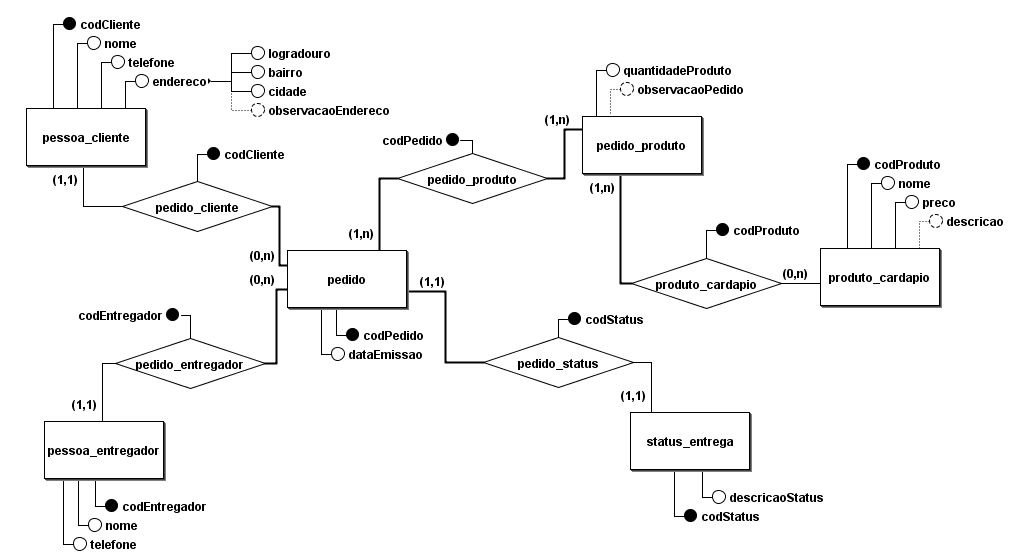 codCliente
nome
telefone
endereco
logradouro
bairro
cidade
observacaoEndereco
pessoa_cliente
(1,1)
codCliente
pedido_cliente
(0,n)
quantidadeProduto
observacaoPedido
(1,n)
pedido_produto
(1,n)
codPedido
pedido_produto
(1,n)
codProduto
nome
preco
descricao
codProduto
produto_cardapio
(0,n)
produto_cardapio
(0,n)
pedido
(1,1)
codPedido
dataEmissao
codEntregador
pedido_entregador
(1,1)
pessoa_entregador
codEntregador
nome
telefone
codStatus
pedido_status
(1,1)
status_entrega
descricaoStatus
codStatus